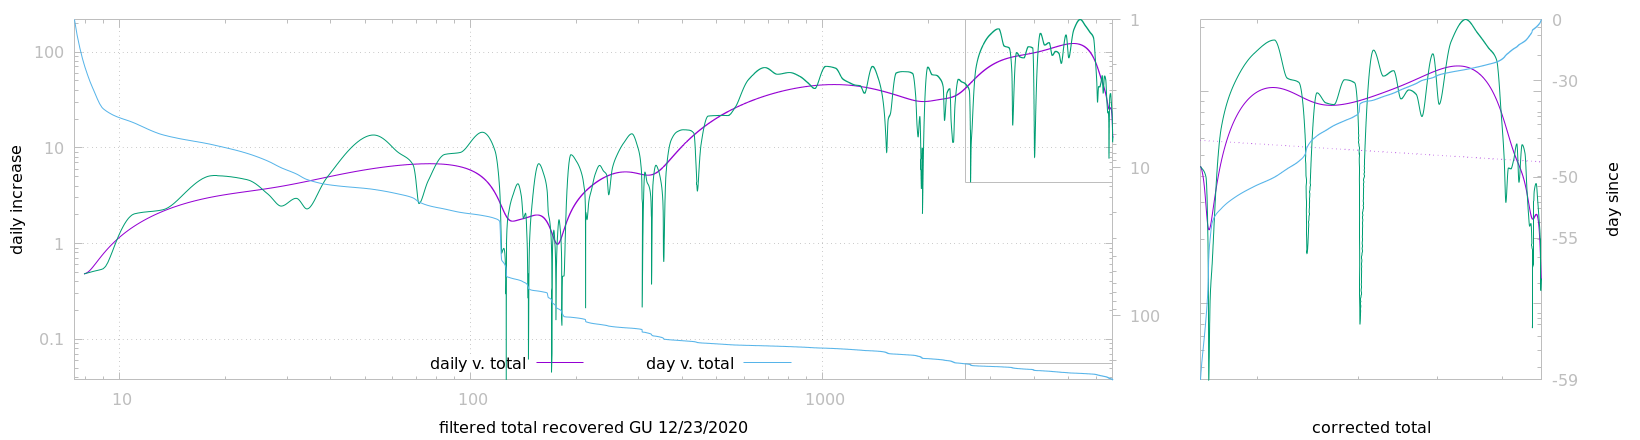 daily increase
100
10
1
0.1
daily v. total
day v. total
10
100
1000
filtered total recovered GU 12/23/2020
1
10
100
0
-30
-50
-55
-59
day since
corrected total